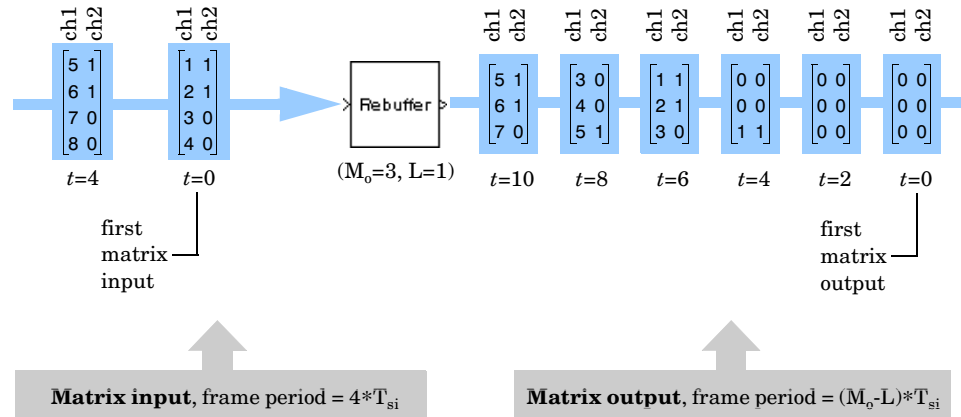 ch1 ch2
ch1 ch2
ch1 ch2
ch1 ch2
ch1 ch2
ch1 ch2
ch1 ch2
ch1 ch2
5 1
6 1
7 0
8 0
1 1
2 1
3 0
4 0
Rebuffer
5 1
6 1
7 0
3 0
4 0
5 1
1 1
2 1
3 0
0 0
0 0
1 1
0 0
0 0
0 0
0 0
0 0
0 0
t=4
t=0
(Mo=3, L=1)
t=10
t=8
t=6
t=4
t=2
t=0
first
matrix
input
first
matrix
output
Matrix input, frame period = 4*Tsi
Matrix output, frame period = (Mo-L)*Tsi